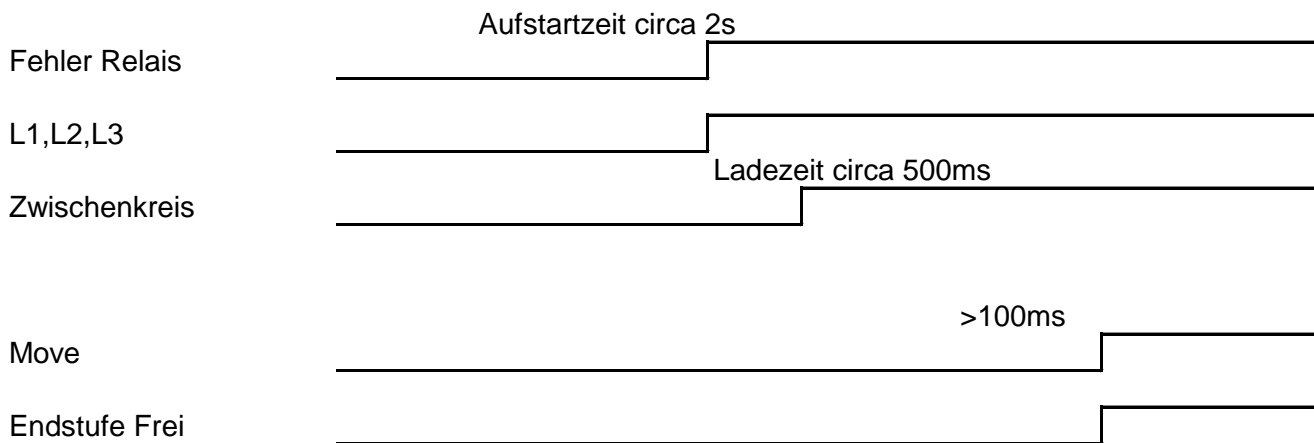 Aufstartzeit circa 2s
Fehler Relais
L1,L2,L3
Ladezeit circa 500ms
Zwischenkreis
>100ms
Move
Endstufe Frei